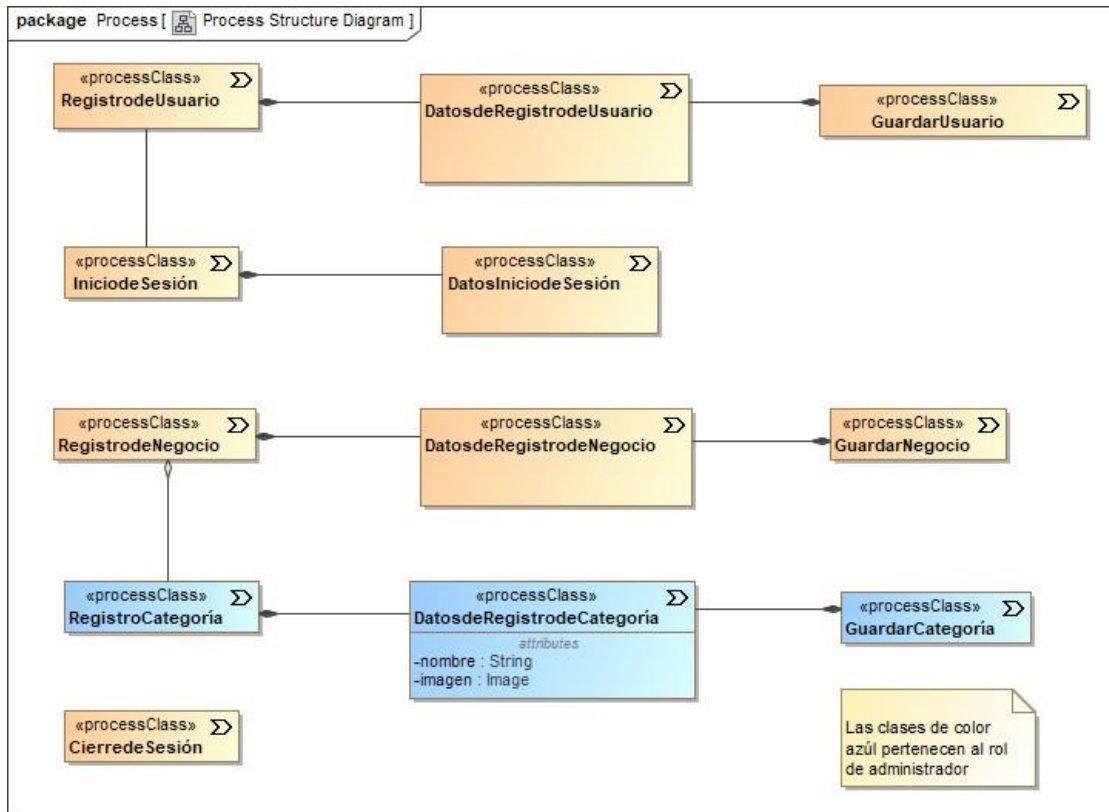 package Process [ Process Structure Diagram ]
«processClass»
RegistrodeUsuario
«processClass»
DatosdeRegistrodeUsuario
«processClass»
GuardarUsuario
«processClass»
IniciodeSesión
«processClass»
DatosIniciodeSesión
«processClass»
RegistrodeNegocio
«processClass»
DatosdeRegistrodeNegocio
«processClass»
GuardarNegocio
«processClass»
RegistroCategoría
«processClass»
DatosdeRegistrodeCategoría
attributes
-nombre : String
-imagen : Image
«processClass»
GuardarCategoría
«processClass»
CierredeSesión
Las clases de color
azúl pertenecen al rol
de administrador